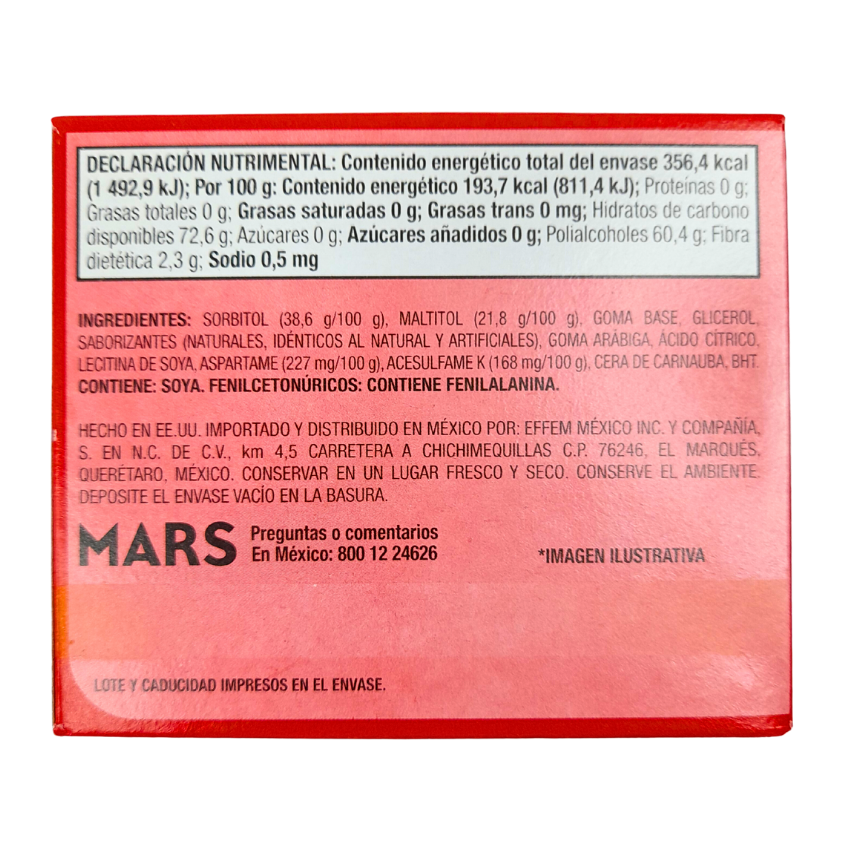 DECLARACIÓN NUTRIMENTAL: Contenido energético total del envase 356,4 kcal
(1 492,9 kJ); Por 100 g: Contenido energético 193,7 kcal (811,4 kJ); Proteínas 0 g;
Grasas totales 0 g; Grasas saturadas 0 g; Grasas trans 0 mg; Hidratos de carbono
disponibles 72,6 g; Azúcares 0 g; Azúcares añadidos 0 g; Polialcoholes 60,4 g; Fibra
dietética 2,3 g; Sodio 0,5 mg
INGREDIENTES: SORBITOL (38,6 g/100 g), MALTITOL (21,8 g/100 g), GOMA BASE, GLICEROL,
SABORIZANTES (NATURALES, IDÉNTICOS AL NATURAL Y ARTIFICIALES), GOMA ARÁBIGA, ÁCIDO CÍTRICO,
LECITINA DE SOYA, ASPARTAME (227 mg/100 g), ACESULFAME K (168 mg/100 g), CERA DE CARNAUBA, BHT.
CONTIENE: SOYA. FENILCETONÚRICOS: CONTIENE FENILALANINA.
HECHO EN EE.UU. IMPORTADO Y DISTRIBUIDO EN MÉXICO POR: EFFEM MÉXICO INC. Y COMPAÑÍA,
S. EN N.C. DE C.V., km 4,5 CARRETERA A CHICHIMEQUILLAS C.P. 76246, EL MARQUÉS,
QUERÉTARO, MÉXICO. CONSERVAR EN UN LUGAR FRESCO Y SECO. CONSERVE EL AMBIENTE.
DEPOSITE EL ENVASE VACÍO EN LA BASURA.
MARS
Preguntas o comentarios
En México: 800 12 24626
*IMAGEN ILUSTRATIVA
LOTE Y CADUCIDAD IMPRESOS EN EL ENVASE.